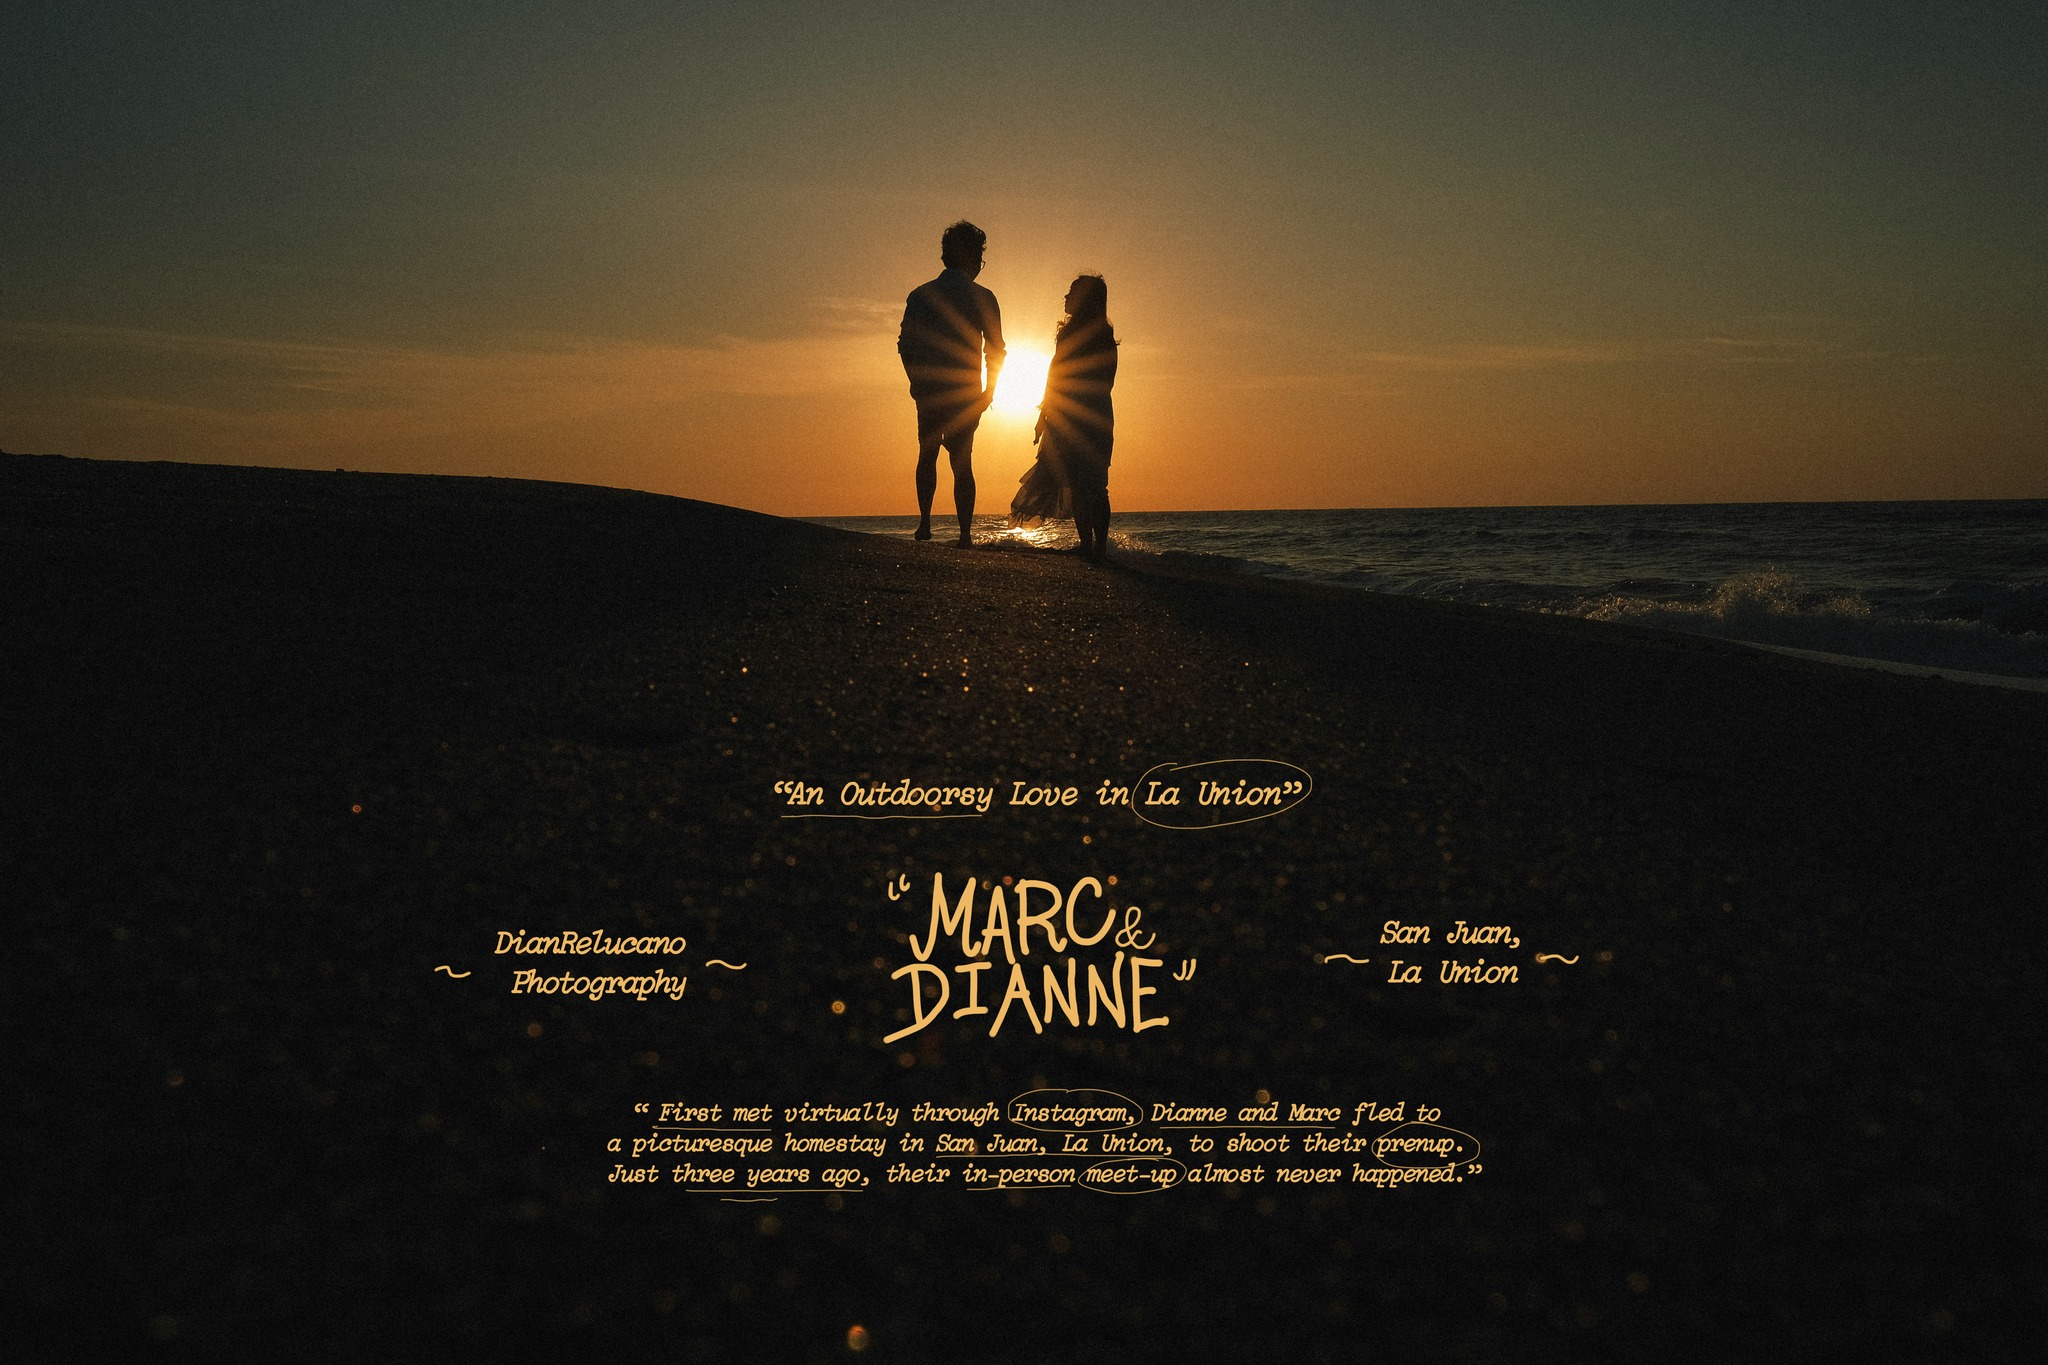 “An Outdoorsy Love in La Union”
“MARC &
DIANNE”
DianRelucano
Photography
San Juan,
La Union
“ First met virtually through Instagram, Dianne and Marc fled to
a picturesque homestay in San Juan, La Union, to shoot their prenup.
Just three years ago, their in-person meet-up almost never happened.”